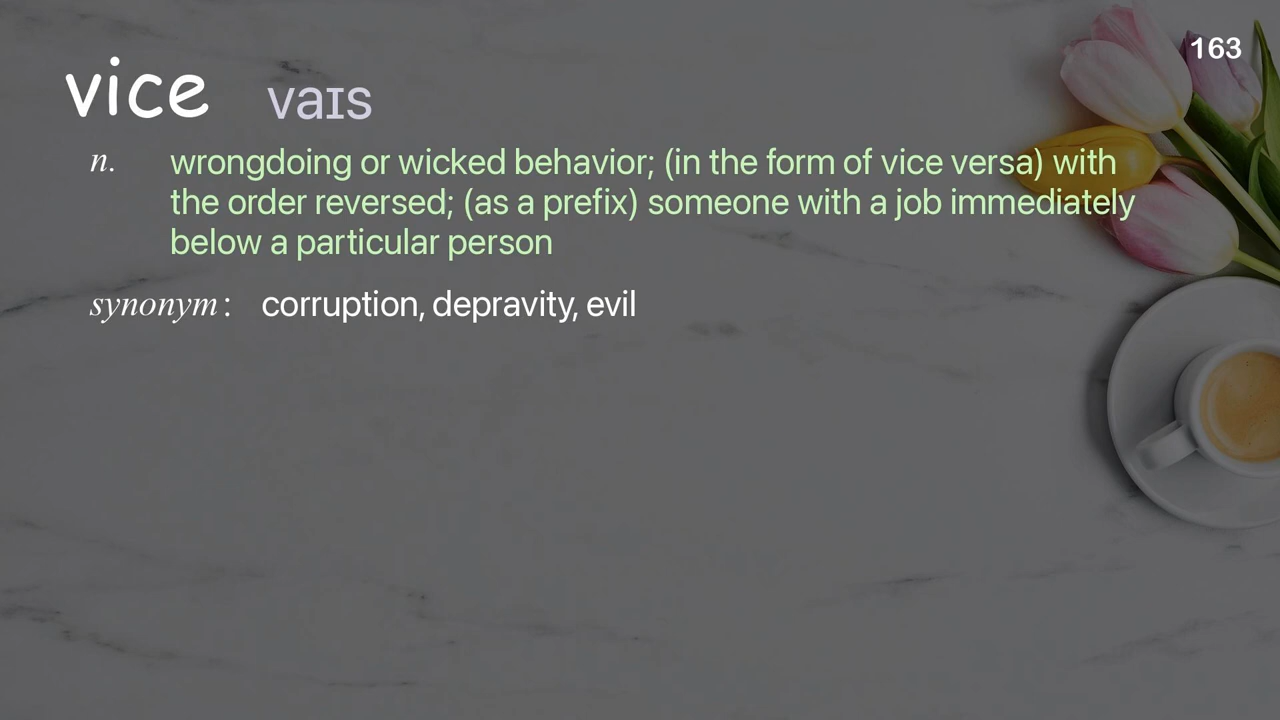 163
vice vaɪs
n. wrongdoing or wicked behavior; (in the form of vice versa) with
the order reversed; (as a prefix) someone with a job immediately
below a particular person
synonym: corruption, depravity, evil